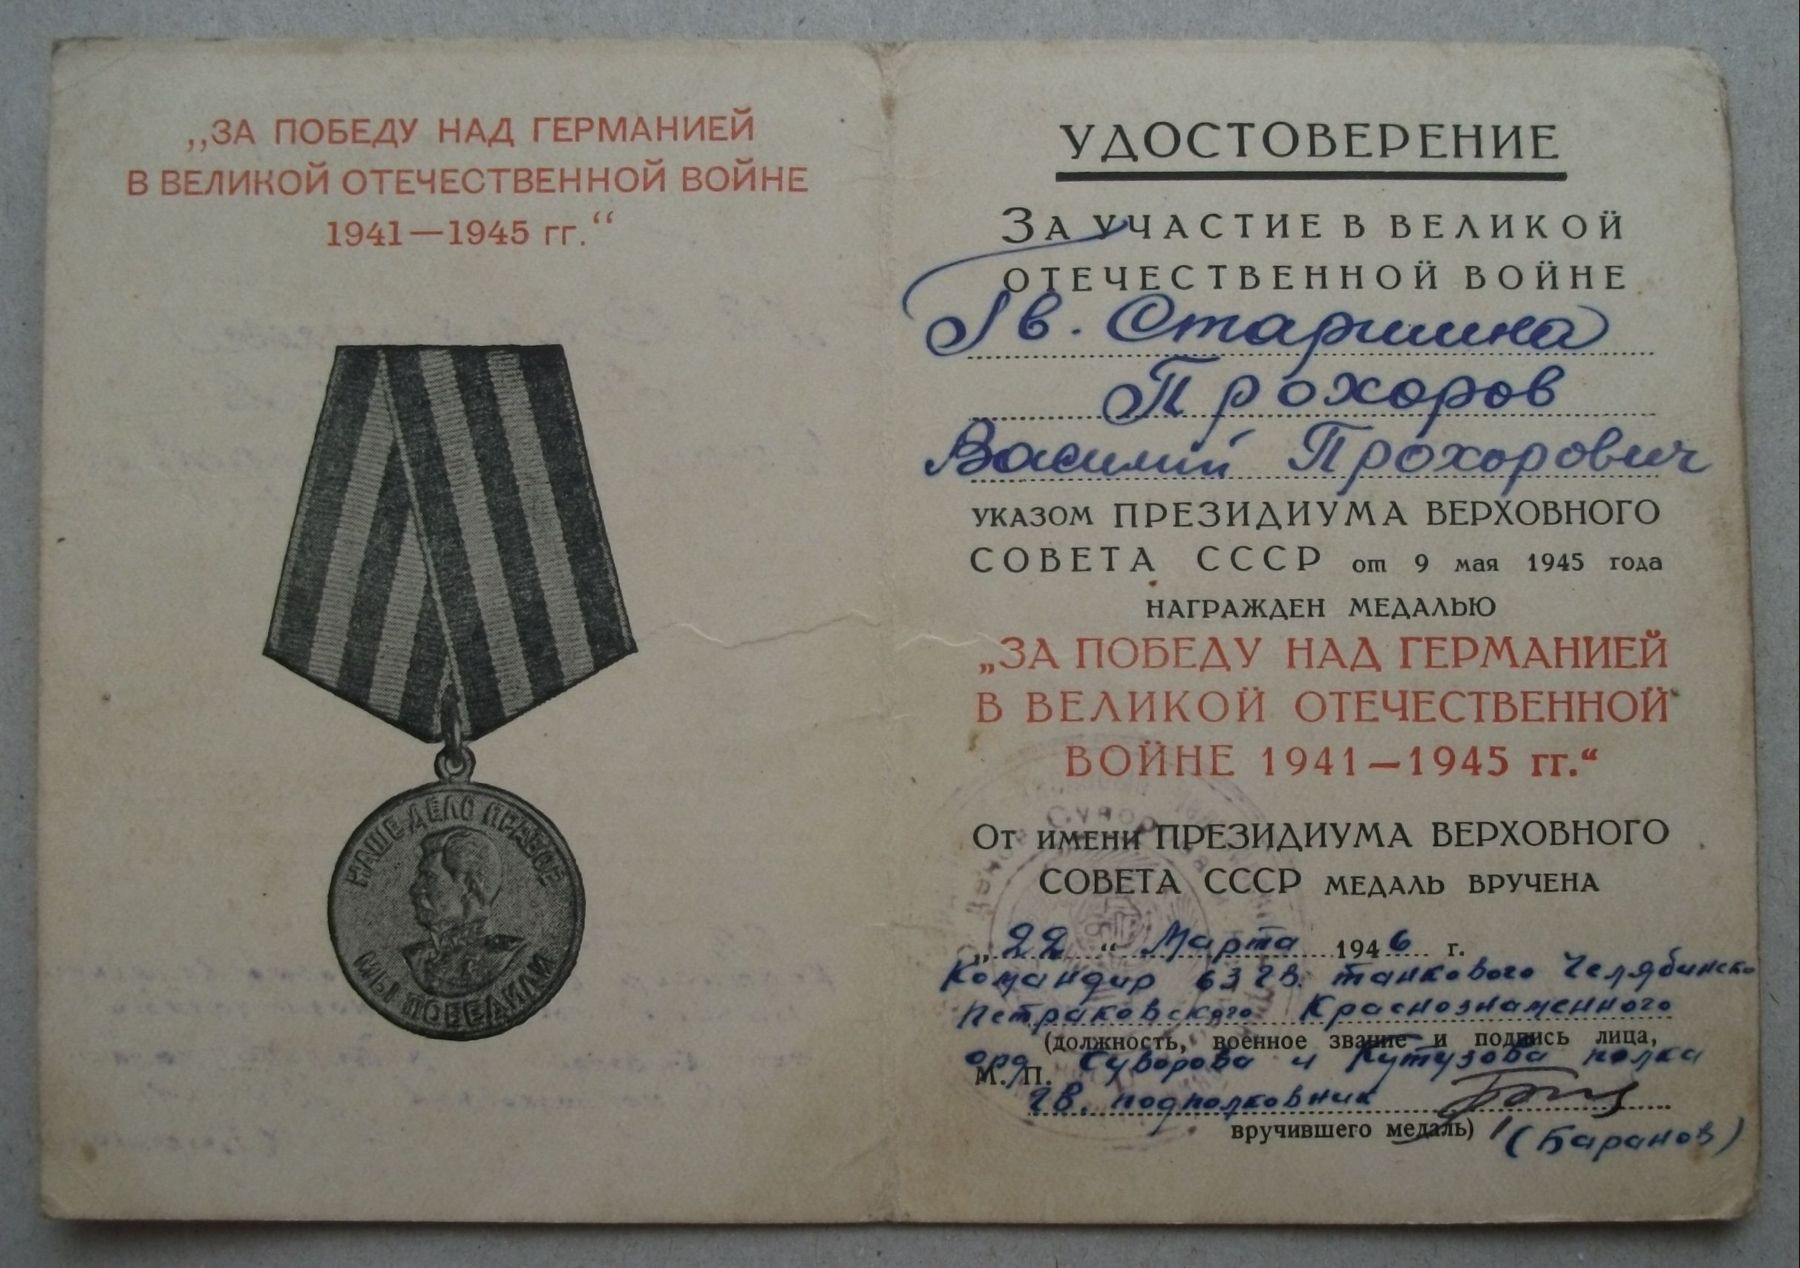 „ЗА ПОБЕДУ НАД ГЕРМАНИЕЙ
В ВЕЛИКОЙ ОТЕЧЕСТВЕННОЙ ВОЙНЕ
1941—1945 гг.“
НАШЕ ДЕЛО ПРАВОЕ
МЫ ПОБЕДИЛИ
УДОСТОВЕРЕНИЕ
ЗА УЧАСТИЕ В ВЕЛИКОЙ
ОТЕЧЕСТВЕННОЙ ВОЙНЕ
Гв. Старшина
Прохоров
Василий Прохорович
УКАЗОМ ПРЕЗИДИУМА ВЕРХОВНОГО
СОВЕТА СССР от 9 мая 1945 года
НАГРАЖДЕН МЕДАЛЬЮ
„ЗА ПОБЕДУ НАД ГЕРМАНИЕЙ
В ВЕЛИКОЙ ОТЕЧЕСТВЕННОЙ
ВОЙНЕ 1941—1945 гг.“
ОТ ИМЕНИ ПРЕЗИДИУМА ВЕРХОВНОГО
СОВЕТА СССР МЕДАЛЬ ВРУЧЕНА
„22“ Марта 1946 г.
Командир 63 гв. танкового Челябинско
Петраковского Краснознаменного
(должность, военное звание и подпись лица,
орд. Суворова и Кутузова полка
М. П.
гв. подполковник
вручившего медаль)
(Баранов)